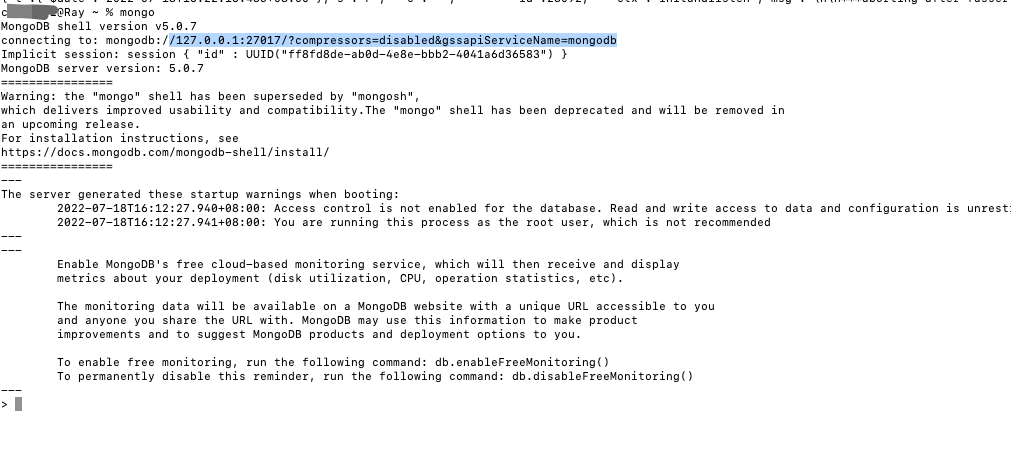 @Ray ~ % mongo
MongoDB shell version v5.0.7
connecting to: mongodb://127.0.0.1:27017/?compressors=disabled&gssapiServiceName=mongodb
Implicit session: session { "id" : UUID("ff8fd8de-ab0d-4e8e-bbb2-4041a6d36583") }
MongoDB server version: 5.0.7
================
Warning: the "mongo" shell has been superseded by "mongosh",
which delivers improved usability and compatibility.The "mongo" shell has been deprecated and will be removed in
an upcoming release.
For installation instructions, see
https://docs.mongodb.com/mongodb-shell/install/
================
---
The server generated these startup warnings when booting:
2022-07-18T16:12:27.940+08:00: Access control is not enabled for the database. Read and write access to data and configuration is
2022-07-18T16:12:27.941+08:00: You are running this process as the root user, which is not recommended
---
---
Enable MongoDB's free cloud-based monitoring service, which will then receive and display
metrics about your deployment (disk utilization, CPU, operation statistics, etc).
The monitoring data will be available on a MongoDB website with a unique URL accessible to you
and anyone you share the URL with. MongoDB may use this information to make product
improvements and to suggest MongoDB products and deployment options to you.
To enable free monitoring, run the following command: db.enableFreeMonitoring()
To permanently disable this reminder, run the following command: db.disableFreeMonitoring()
---
>